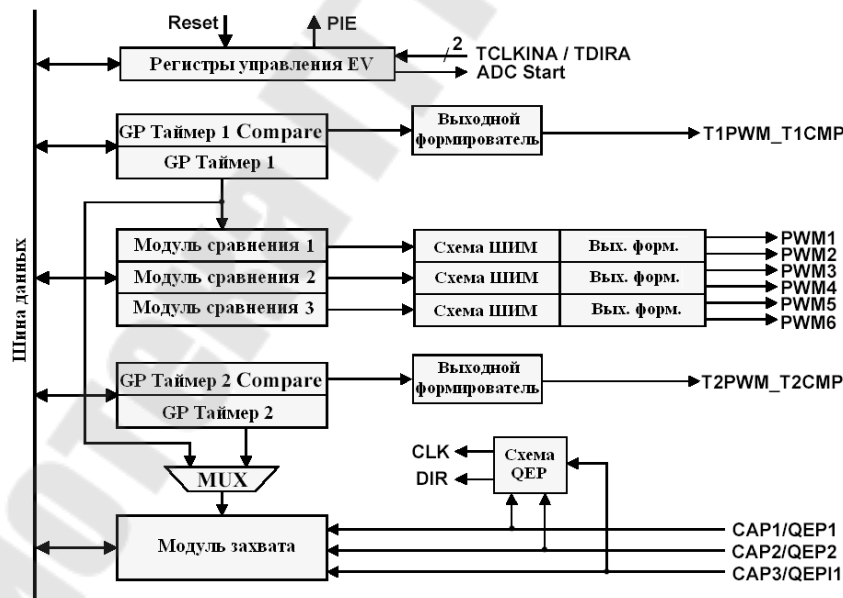 Reset
PIE
2
TCLKINA / TDIRA
Регистры управления EV
ADC Start
GP Таймер 1 Compare
Выходной
формирователь
T1PWM_T1CMP
GP Таймер 1
Шина данных
Модуль сравнения 1
Схема ШИМ
Вых. форм.
PWM1
PWM2
Модуль сравнения 2
Схема ШИМ
Вых. форм.
PWM3
PWM4
Модуль сравнения 3
Схема ШИМ
Вых. форм.
PWM5
PWM6
GP Таймер 2 Compare
Выходной
формирователь
T2PWM_T2CMP
GP Таймер 2
CLK
DIR
Схема
QEP
MUX
Модуль захвата
CAP1/QEP1
CAP2/QEP2
CAP3/QEPI1